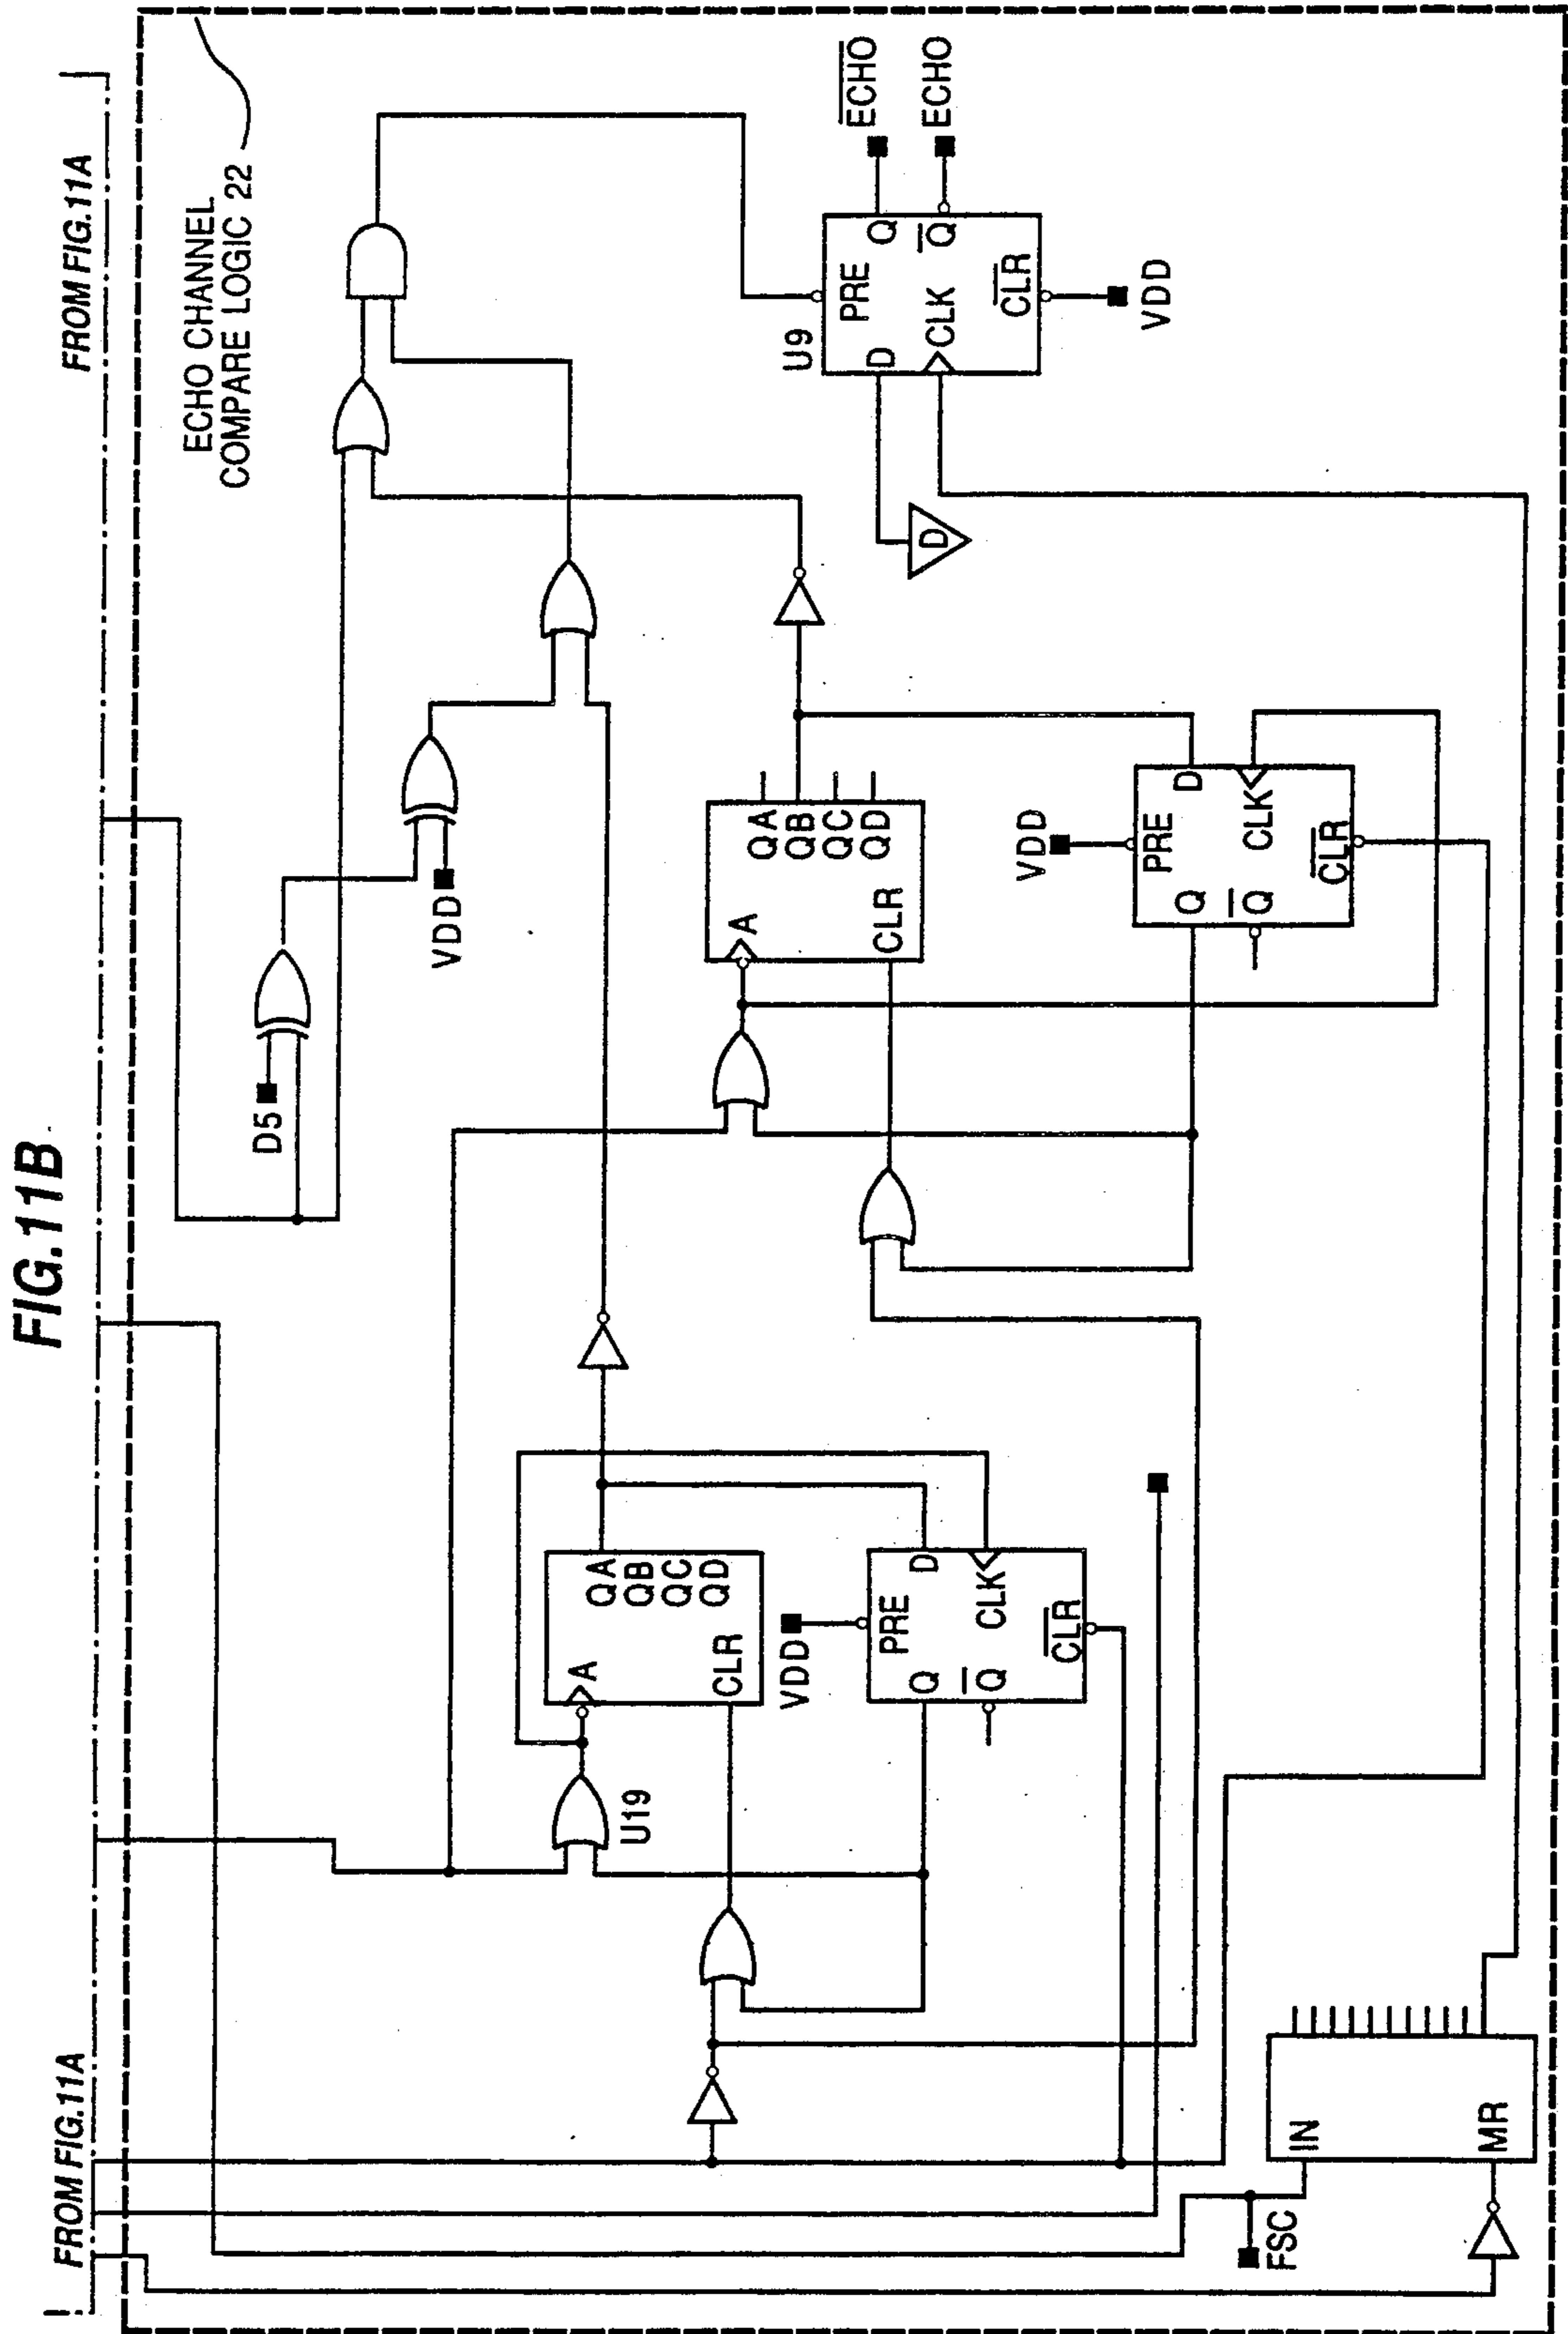 FIG.11B
FROM FIG.11A
FROM FIG.11A
ECHO CHANNEL
COMPARE LOGIC 22
D5
VDD
U19
A
QA
QB
QC
QD
CLR
VDD
PRE
D
Q
CLK
Q
CLR
A
QA
QB
QC
QD
CLR
VDD
PRE
D
Q
CLK
Q
CLR
U9
D
PRE
Q
CLK
Q
CLR
ECHO
ECHO
VDD
D
FSC
IN
MR